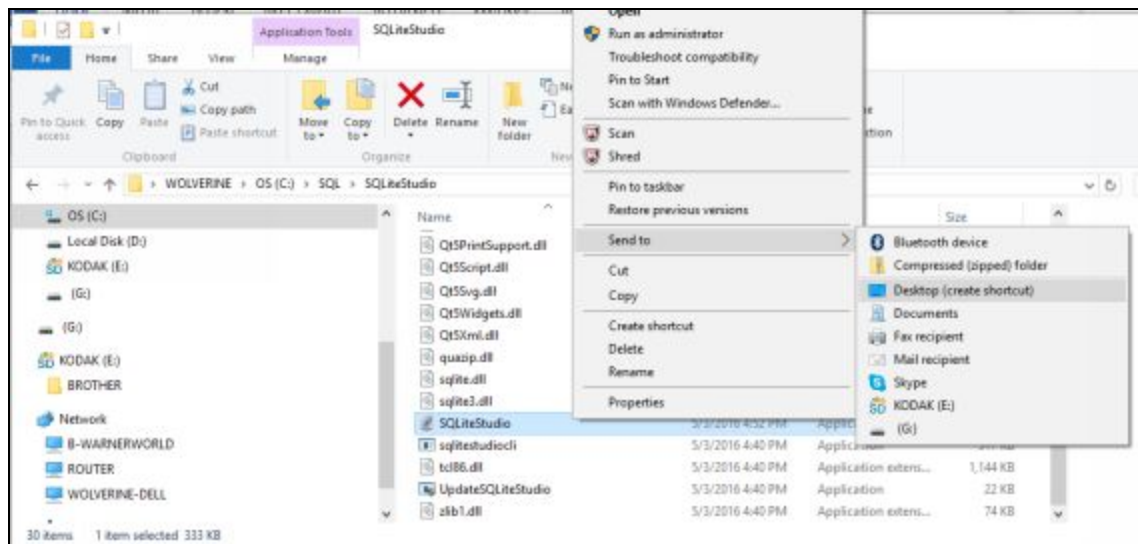 Application Tools SQLiteStudio
File Home Share View Manage
Pin to Quick access
Copy
Paste
Cut
Copy path
Paste shortcut
Clipboard
Move to
Copy to
Delete
Rename
Organize
New folder
WOLVERINE OS (C:) SQL SQLiteStudio
OS (C:)
Local Disk (D:)
KODAK (E:)
(G:)
(G:)
KODAK (E:)
BROTHER
Network
B-WARNERWORLD
ROUTER
WOLVERINE-DELL
Name Size
Qt5PrintSupport.dll
Qt5Script.dll
Qt5Svg.dll
Qt5Widgets.dll
Qt5Xml.dll
quazip.dll
sqlite.dll
sqlite3.dll
SQLiteStudio 5/3/2016 4:52 PM
sqlitestudiocli 5/3/2016 4:40 PM
tcl86.dll 5/3/2016 4:40 PM Application extens... 1,144 KB
UpdateSQLiteStudio 5/3/2016 4:40 PM Application 22 KB
zlib1.dll 5/3/2016 4:40 PM Application extens... 74 KB
Open
Run as administrator
Troubleshoot compatibility
Pin to Start
Scan with Windows Defender...
Scan
Shred
Pin to taskbar
Restore previous versions
Send to
Cut
Copy
Create shortcut
Delete
Rename
Properties
Bluetooth device
Compressed (zipped) folder
Desktop (create shortcut)
Documents
Fax recipient
Mail recipient
Skype
KODAK (E:)
(G:)
30 items 1 item selected 333 KB